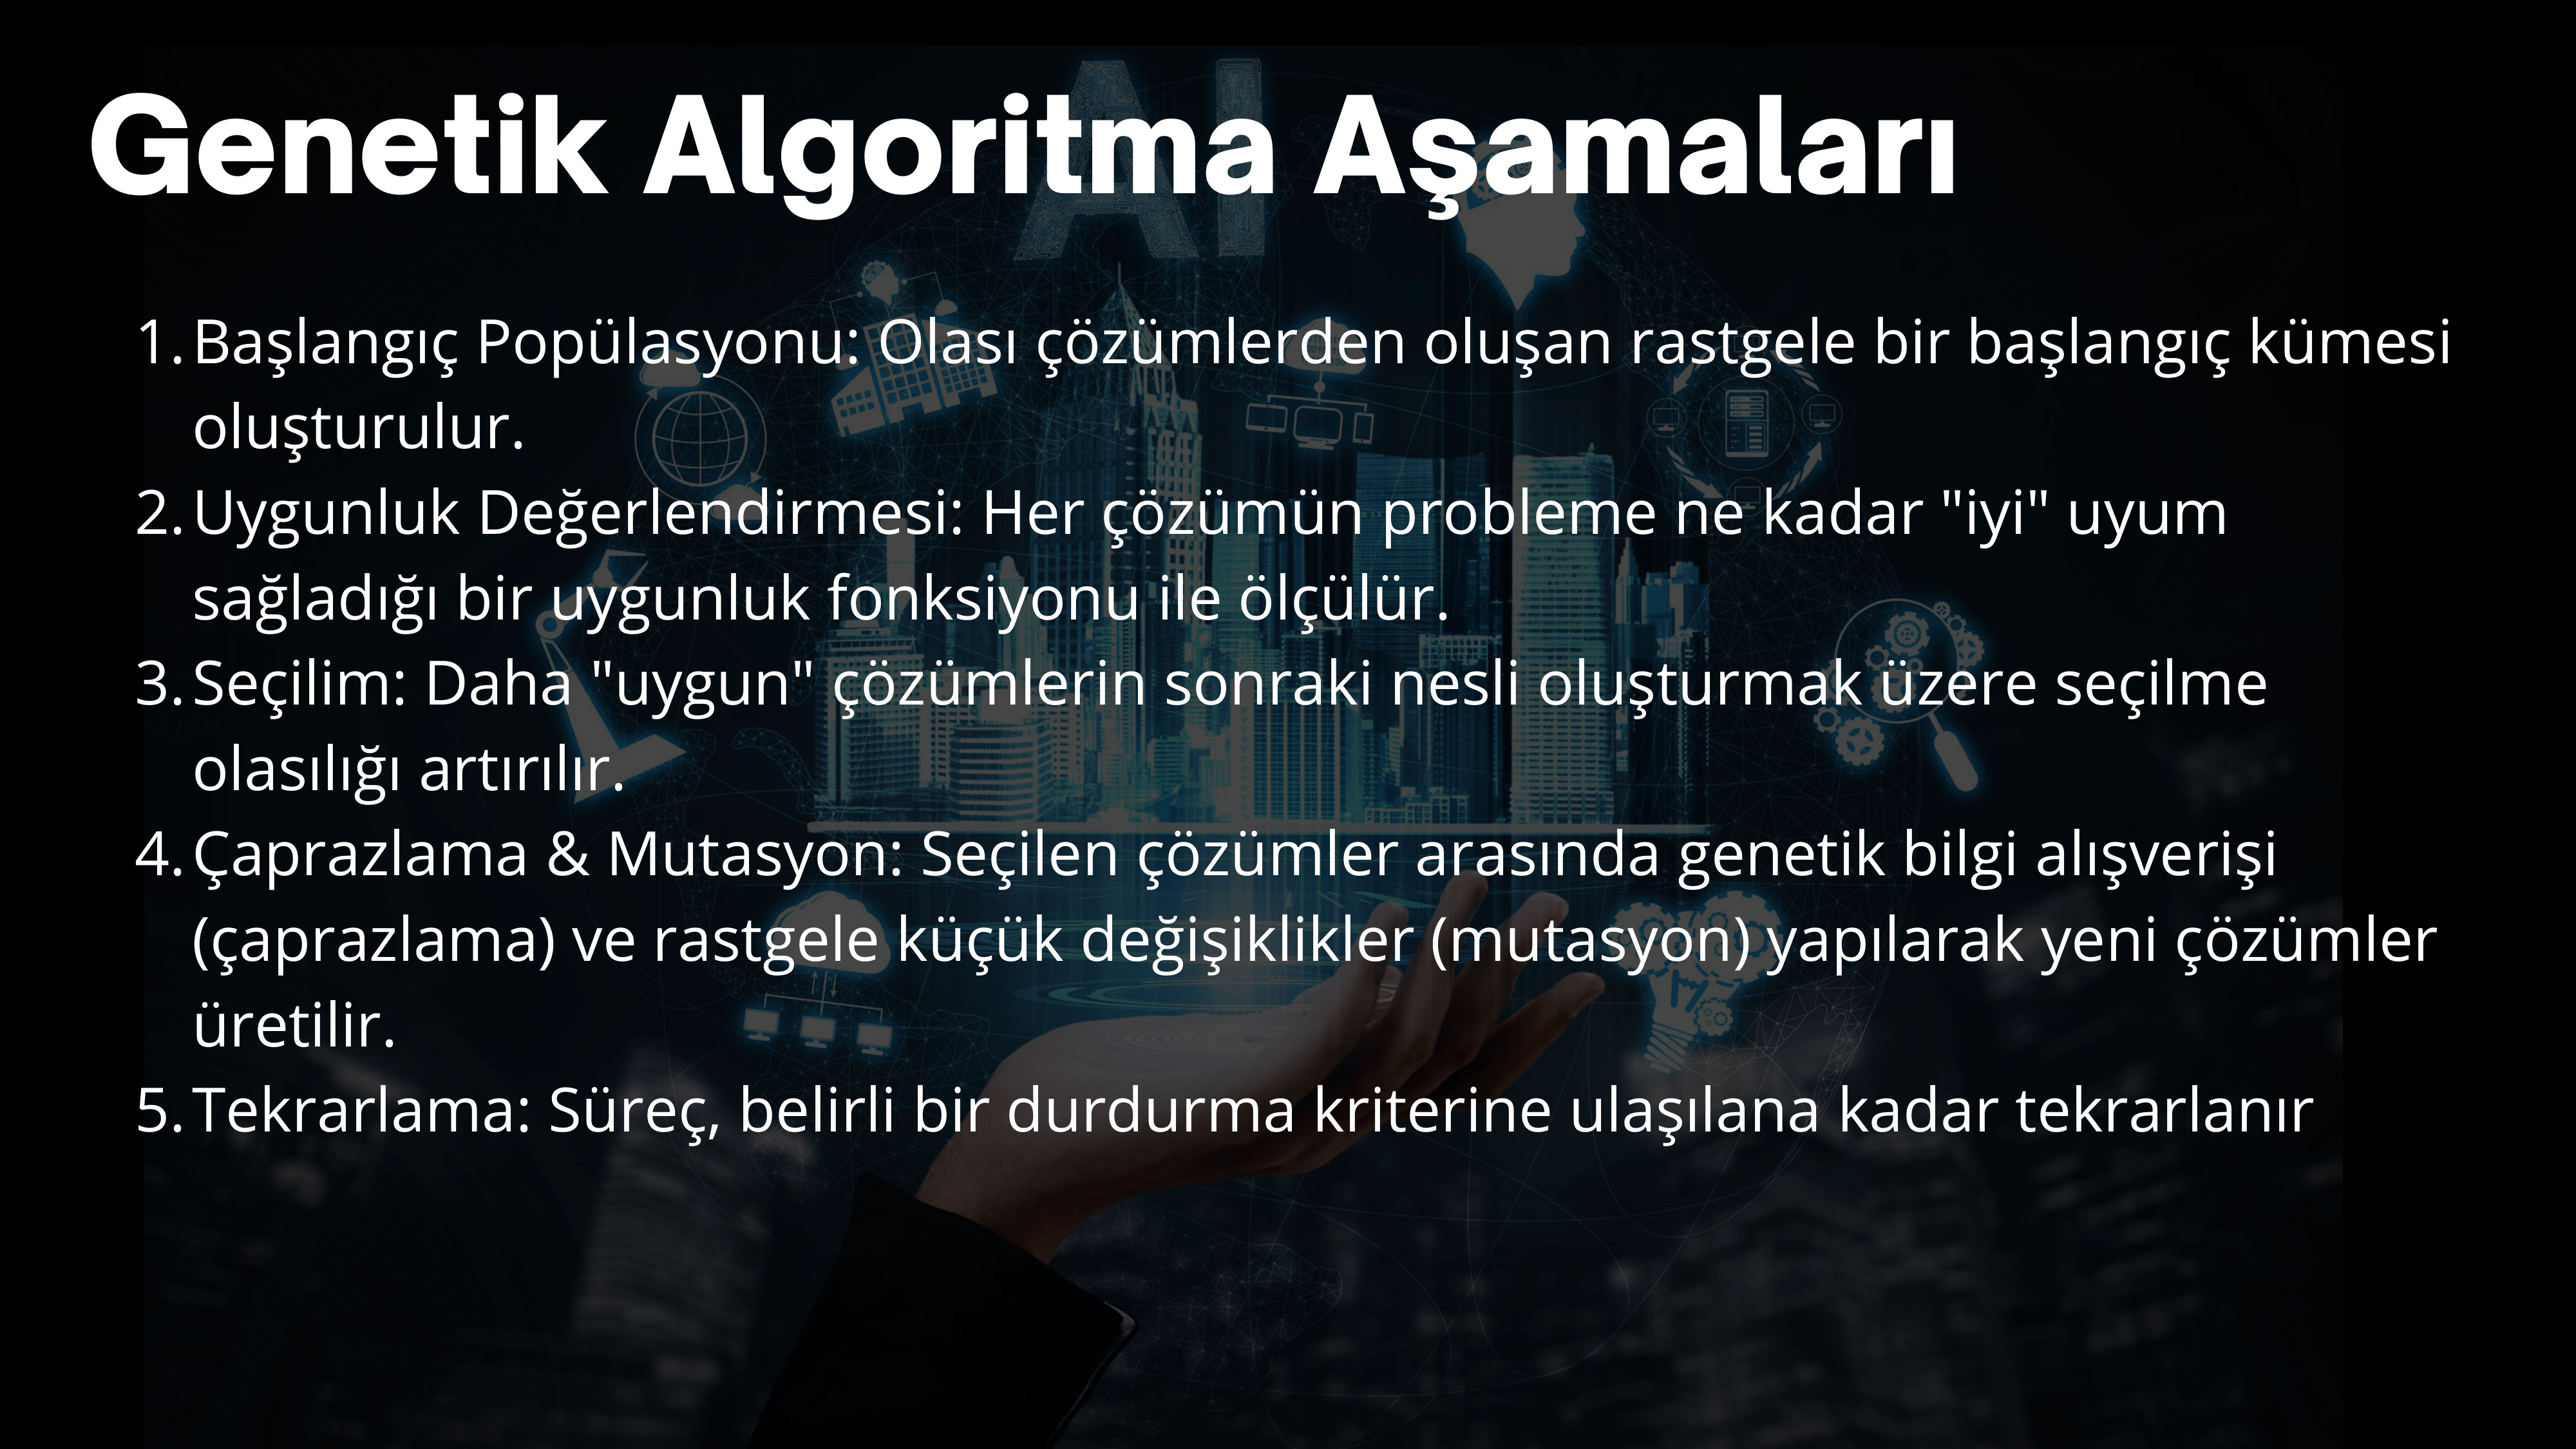 Genetik Algoritma Aşamaları
AI
1. Başlangıç Popülasyonu: Olası çözümlerden oluşan rastgele bir başlangıç kümesi
oluşturulur.
2. Uygunluk Değerlendirmesi: Her çözümün probleme ne kadar "iyi" uyum
sağladığı bir uygunluk fonksiyonu ile ölçülür.
3. Seçilim: Daha "uygun" çözümlerin sonraki nesli oluşturmak üzere seçilme
olasılığı artırılır.
4. Çaprazlama & Mutasyon: Seçilen çözümler arasında genetik bilgi alışverişi
(çaprazlama) ve rastgele küçük değişiklikler (mutasyon) yapılarak yeni çözümler
üretilir.
5. Tekrarlama: Süreç, belirli bir durdurma kriterine ulaşılana kadar tekrarlanır